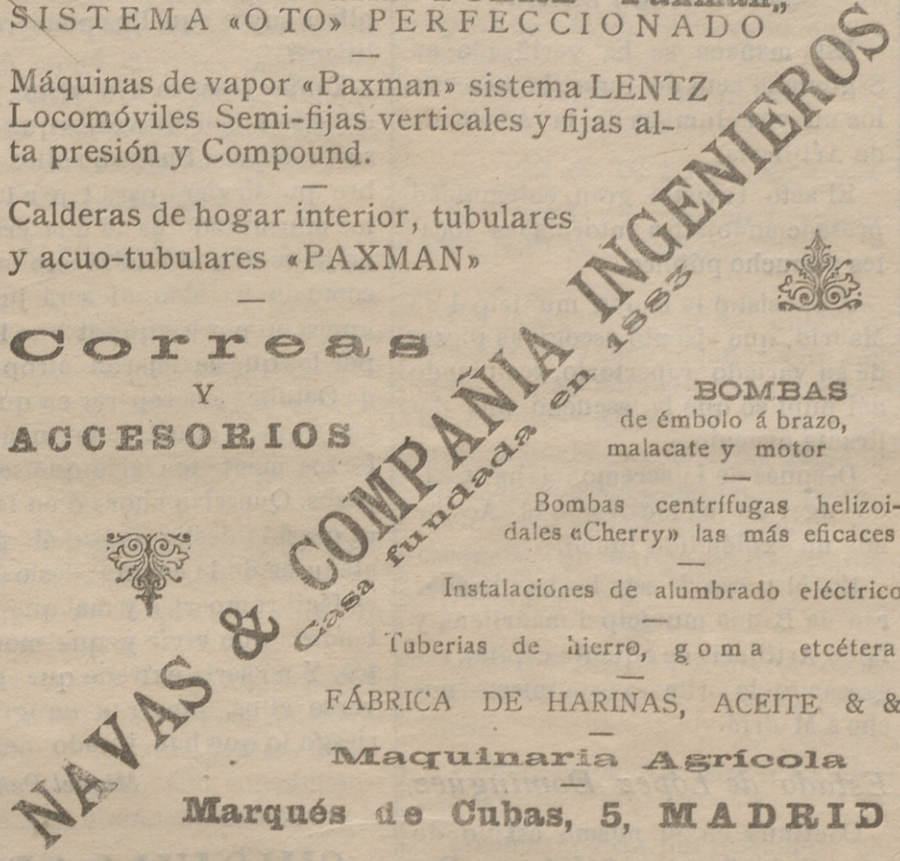 SISTEMA «OTO» PERFECCIONADO
Máquinas de vapor «Paxman» sistema LENTZ
Locomóviles Semi-fijas verticales y fijas al-
ta presión y Compound.
Calderas de hogar interior, tubulares
y acuo-tubulares «PAXMAN»
Correas
Y
ACCESORIOS
NAVAS & COMPAÑIA INGENIEROS
Casa fundada en 1883
BOMBAS
de émbolo á brazo,
malacate y motor
Bombas centrífugas helizoi-
dales «Cherry» las más eficaces
Instalaciones de alumbrado eléctrico
Tuberias de hierro, goma etcétera
FÁBRICA DE HARINAS, ACEITE & &
Maquinaria Agrícola
Marqués de Cubas, 5, MADRID